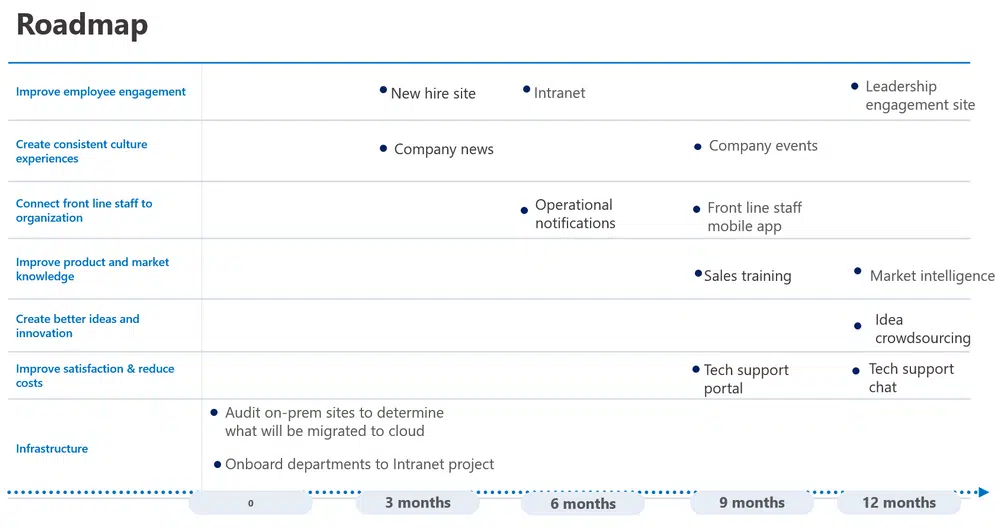 Roadmap
Improve employee engagement
New hire site
Intranet
Leadership
engagement site
Create consistent culture
experiences
Company news
Company events
Connect front line staff to
organization
Operational
notifications
Front line staff
mobile app
Improve product and market
knowledge
Sales training
Market intelligence
Create better ideas and
innovation
Idea
crowdsourcing
Improve satisfaction & reduce
costs
Tech support
portal
Tech support
chat
Infrastructure
Audit on-prem sites to determine
what will be migrated to cloud
Onboard departments to Intranet project
0
3 months
6 months
9 months
12 months